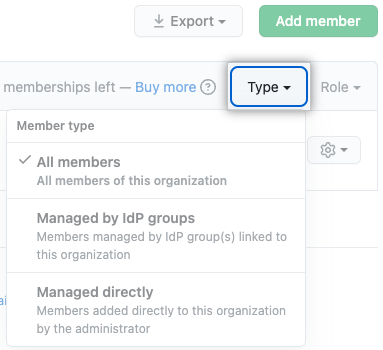 Export
Add member
memberships left — Buy more
Type
Role
Member type
All members
All members of this organization
Managed by IdP groups
Members managed by IdP group(s) linked to
this organization
Managed directly
Members added directly to this organization
by the administrator